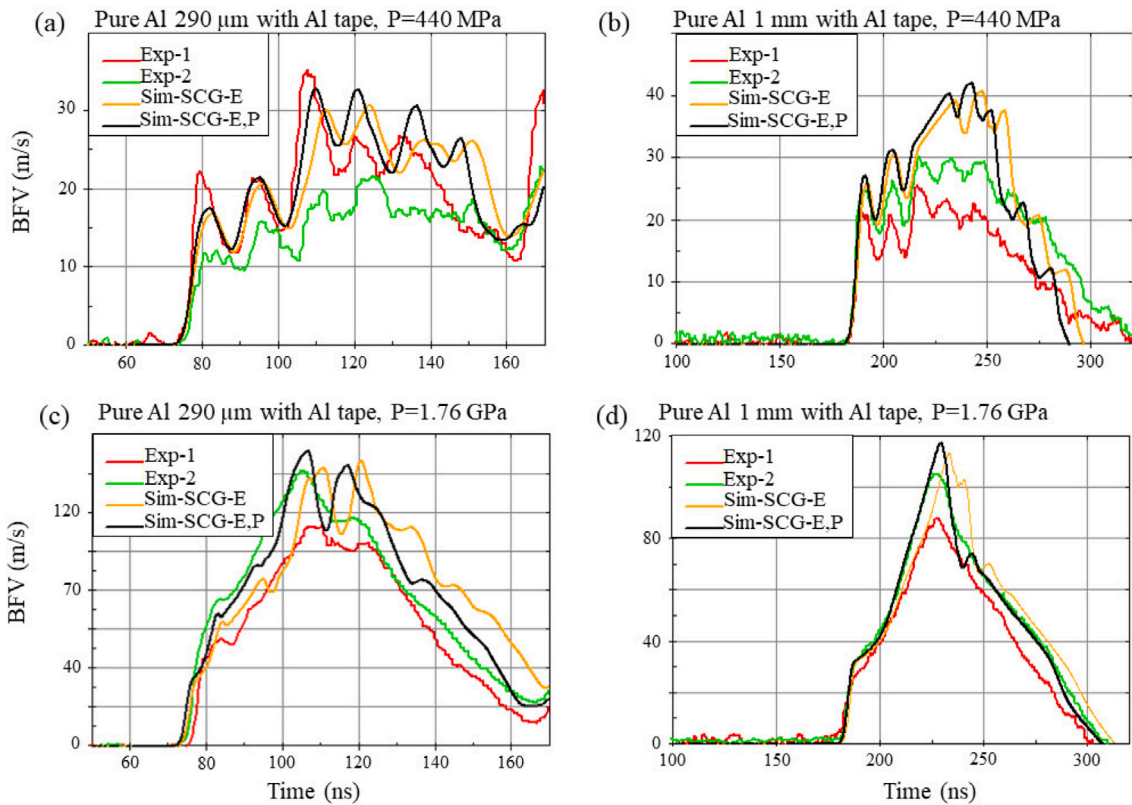 (a) Pure Al 290 µm with Al tape, P=440 MPa
Exp-1
Exp-2
Sim-SCG-E
Sim-SCG-E,P
BFV (m/s)
30
20
10
0
60 80 100 120 140 160
(b) Pure Al 1 mm with Al tape, P=440 MPa
Exp-1
Exp-2
Sim-SCG-E
Sim-SCG-E,P
40
30
20
10
0
100 150 200 250 300
(c) Pure Al 290 µm with Al tape, P=1.76 GPa
Exp-1
Exp-2
Sim-SCG-E
Sim-SCG-E,P
BFV (m/s)
120
70
40
0
60 80 100 120 140 160
Time (ns)
(d) Pure Al 1 mm with Al tape, P=1.76 GPa
Exp-1
Exp-2
Sim-SCG-E
Sim-SCG-E,P
120
80
40
0
100 150 200 250 300
Time (ns)